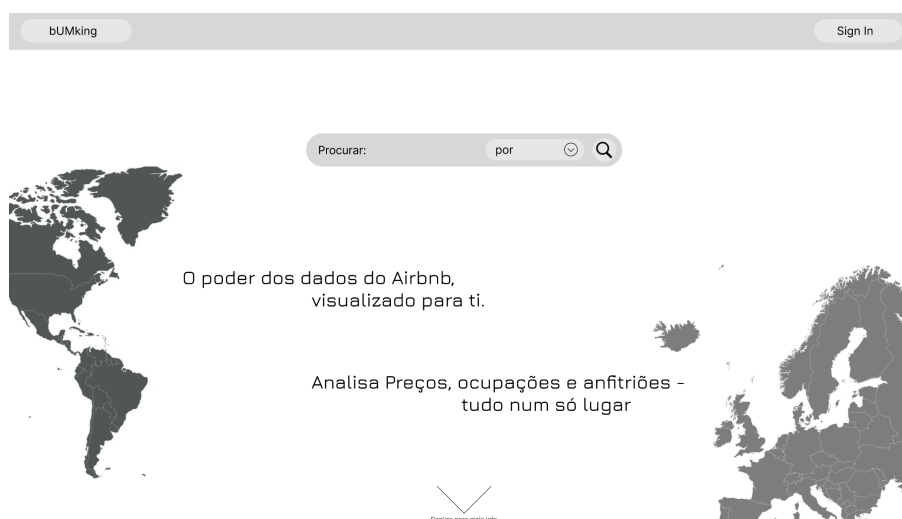 bUMking
Sign In
Procurar:
por
O poder dos dados do Airbnb,
visualizado para ti.
Analisa Preços, ocupações e anfitriões -
tudo num só lugar